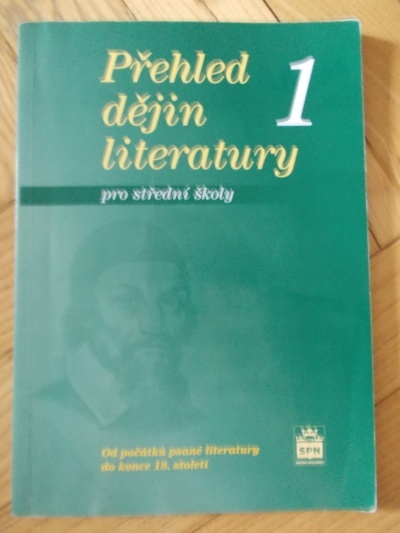 Přehled
dějin
literatury
1
pro střední školy
Od počátků psané literatury
do konce 18. století
SPN